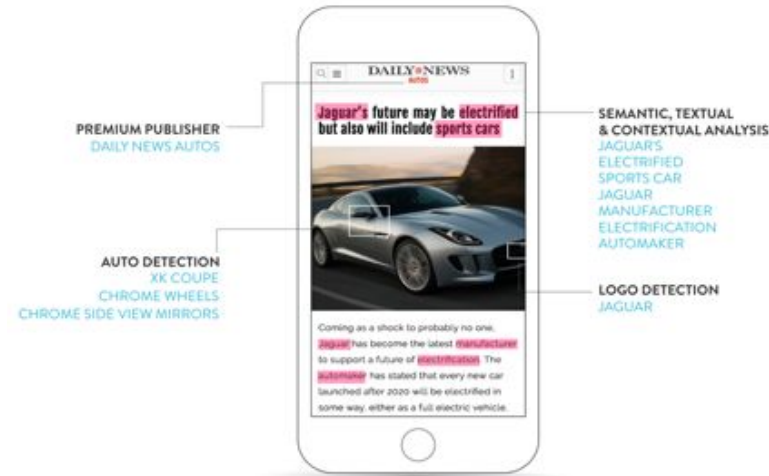 DAILY NEWS
AUTOS
Jaguar's future may be electrified
but also will include sports cars
PREMIUM PUBLISHER
DAILY NEWS AUTOS
SEMANTIC, TEXTUAL
& CONTEXTUAL ANALYSIS
JAGUAR'S
ELECTRIFIED
SPORTS CAR
JAGUAR
MANUFACTURER
ELECTRIFICATION
AUTOMAKER
AUTO DETECTION
XK COUPE
CHROME WHEELS
CHROME SIDE VIEW MIRRORS
LOGO DETECTION
JAGUAR
Coming as a shock to probably no one,
Jaguar has become the latest manufacturer
to support a future of electrification. The
automaker has stated that every new car
launched after 2020 will be electrified in
some way, either as a full electric vehicle,